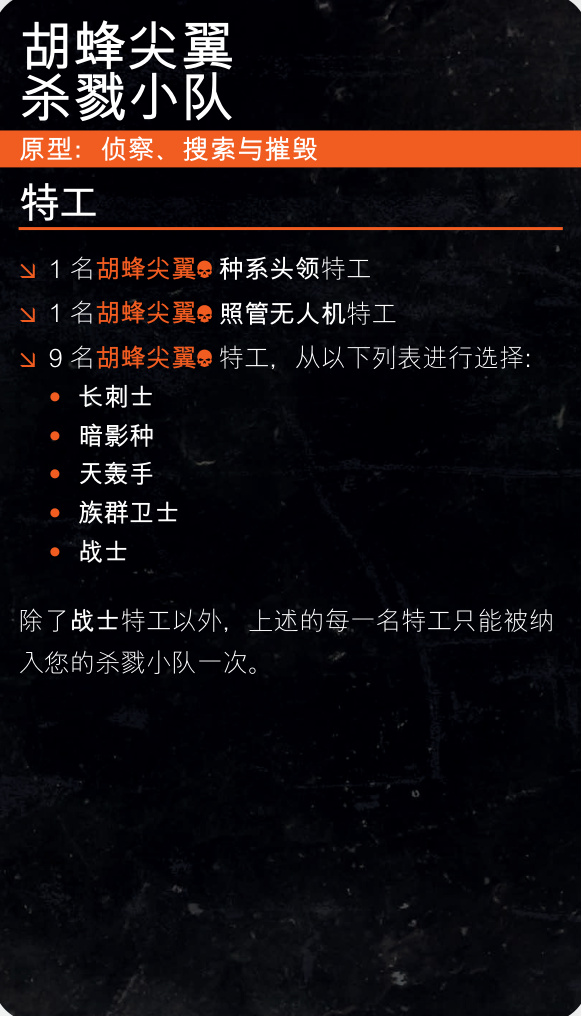 胡蜂尖翼
杀戮小队
原型：侦察、搜索与摧毁
特工
1 名胡蜂尖翼 种系头领特工
1 名胡蜂尖翼 照管无人机特工
9 名胡蜂尖翼 特工，从以下列表进行选择:
• 长刺士
• 暗影种
• 天轰手
• 族群卫士
• 战士
除了战士特工以外，上述的每一名特工只能被纳
入您的杀戮小队一次。